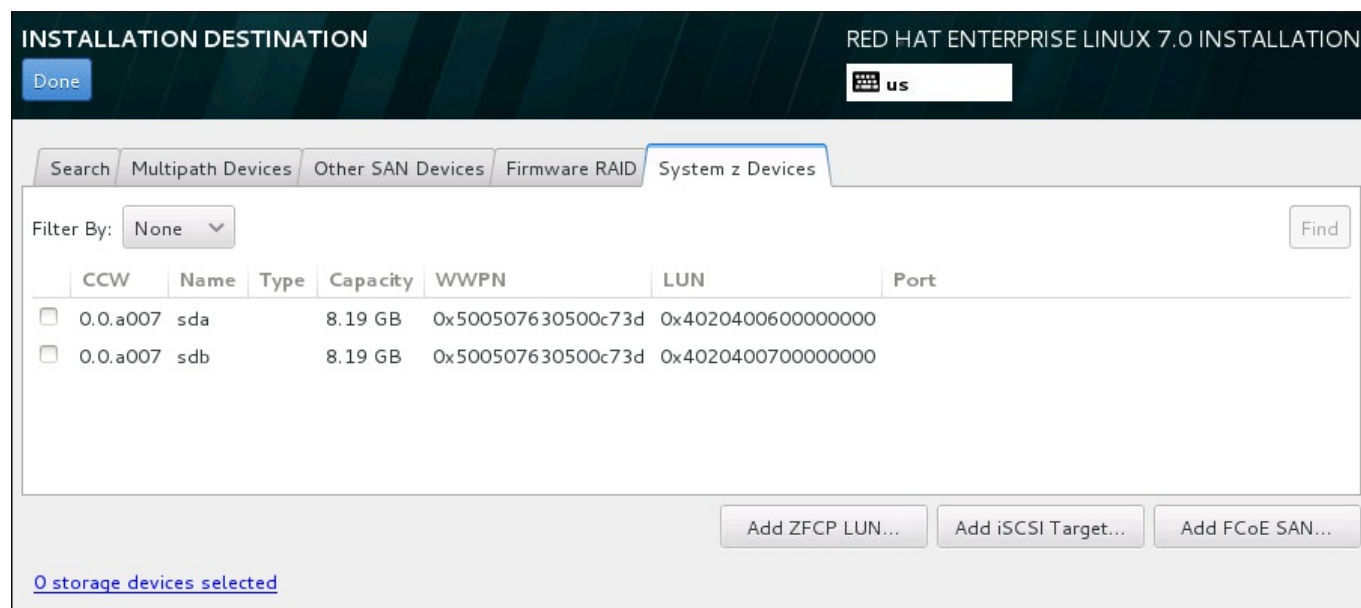 INSTALLATION DESTINATION
RED HAT ENTERPRISE LINUX 7.0 INSTALLATION
Done
us
Search Multipath Devices Other SAN Devices Firmware RAID System z Devices
Filter By: None Find
CCW Name Type Capacity WWPN LUN Port
0.0.a007 sda 8.19 GB 0x500507630500c73d 0x4020400600000000
0.0.a007 sdb 8.19 GB 0x500507630500c73d 0x4020400700000000
Add ZFCP LUN... Add iSCSI Target... Add FCoE SAN...
0 storage devices selected